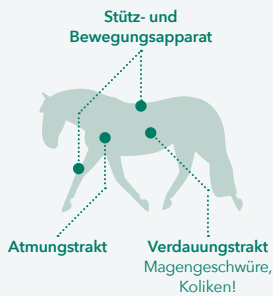 Stütz- und
Bewegungsapparat
Atmungstrakt
Verdauungstrakt
Magengeschwüre,
Koliken!